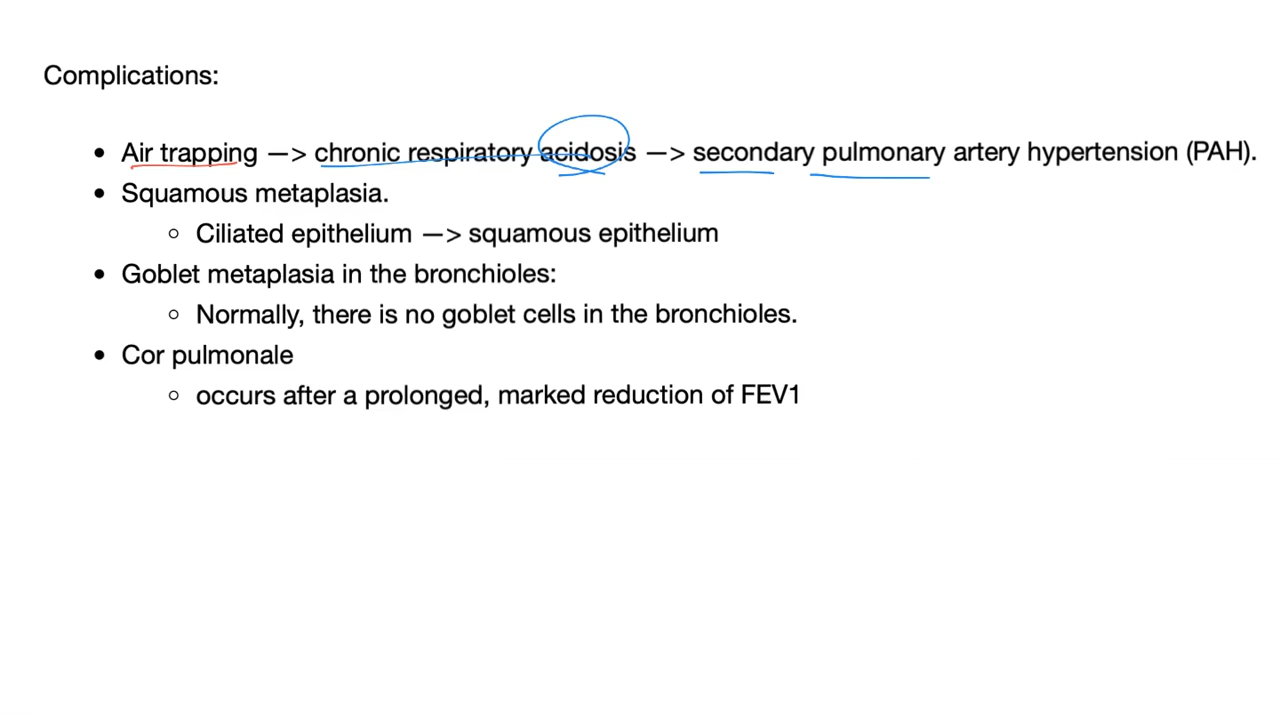 Complications:
• Air trapping —> chronic respiratory acidosis —> secondary pulmonary artery hypertension (PAH).
• Squamous metaplasia.
○ Ciliated epithelium —> squamous epithelium
• Goblet metaplasia in the bronchioles:
○ Normally, there is no goblet cells in the bronchioles.
• Cor pulmonale
○ occurs after a prolonged, marked reduction of FEV1